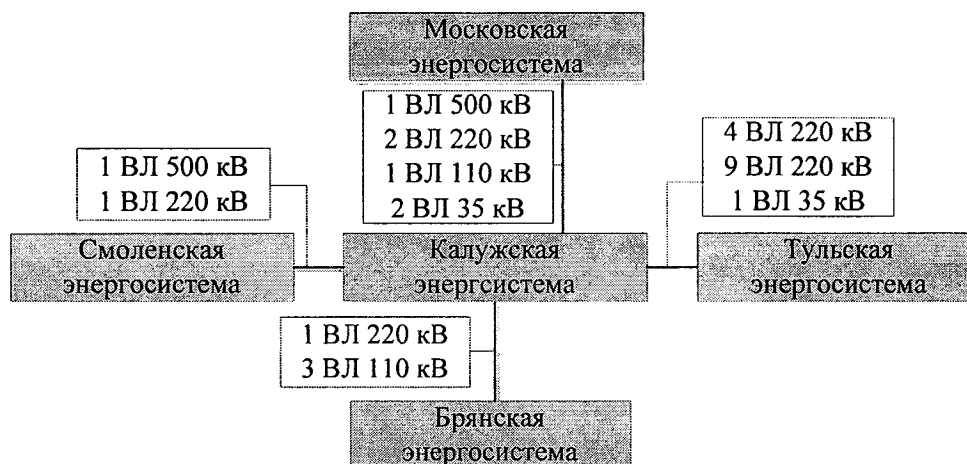 Московская
энергосистема
1 ВЛ 500 кВ
2 ВЛ 220 кВ
1 ВЛ 110 кВ
2 ВЛ 35 кВ
4 ВЛ 220 кВ
9 ВЛ 220 кВ
1 ВЛ 35 кВ
1 ВЛ 500 кВ
1 ВЛ 220 кВ
Смоленская
энергосистема
Калужская
энергсистема
Тульская
энергосистема
1 ВЛ 220 кВ
3 ВЛ 110 кВ
Брянская
энергосистема